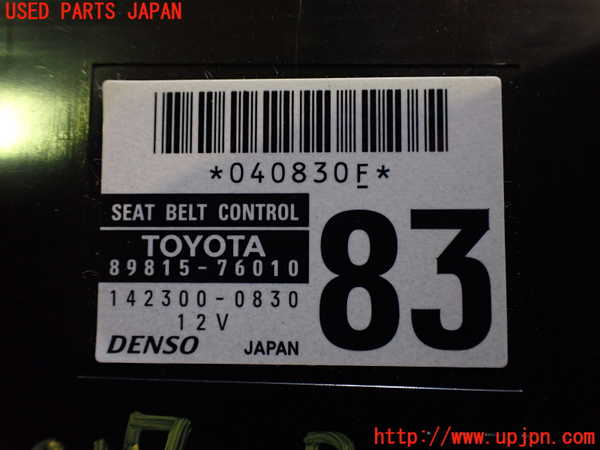 USED PARTS JAPAN
*040830F*
SEAT BELT CONTROL
TOYOTA
89815-76010
142300-0830
12V
DENSO JAPAN
83
http://www.upjpn.com/